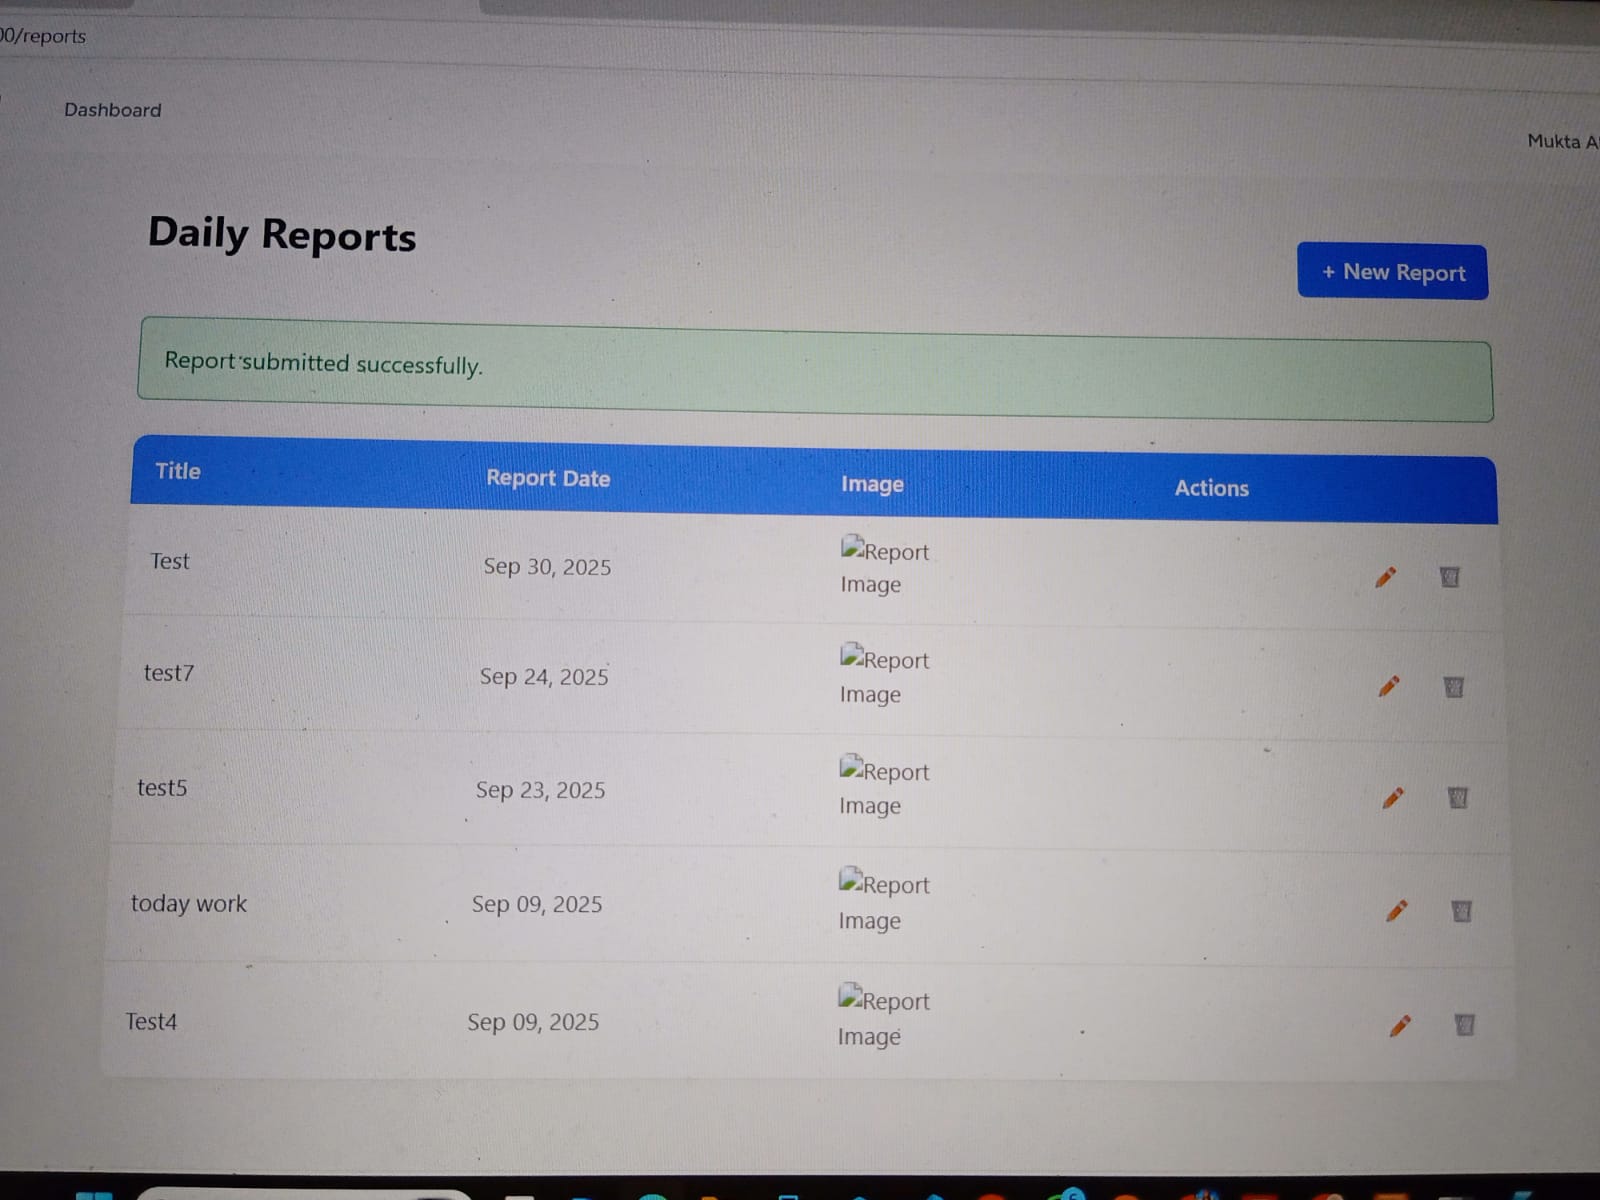 00/reports
Dashboard
Mukta A
Daily Reports
+ New Report
Report submitted successfully.
Title Report Date Image Actions
Test Sep 30, 2025 Report Image
test7 Sep 24, 2025 Report Image
test5 Sep 23, 2025 Report Image
today work Sep 09, 2025 Report Image
Test4 Sep 09, 2025 Report Image